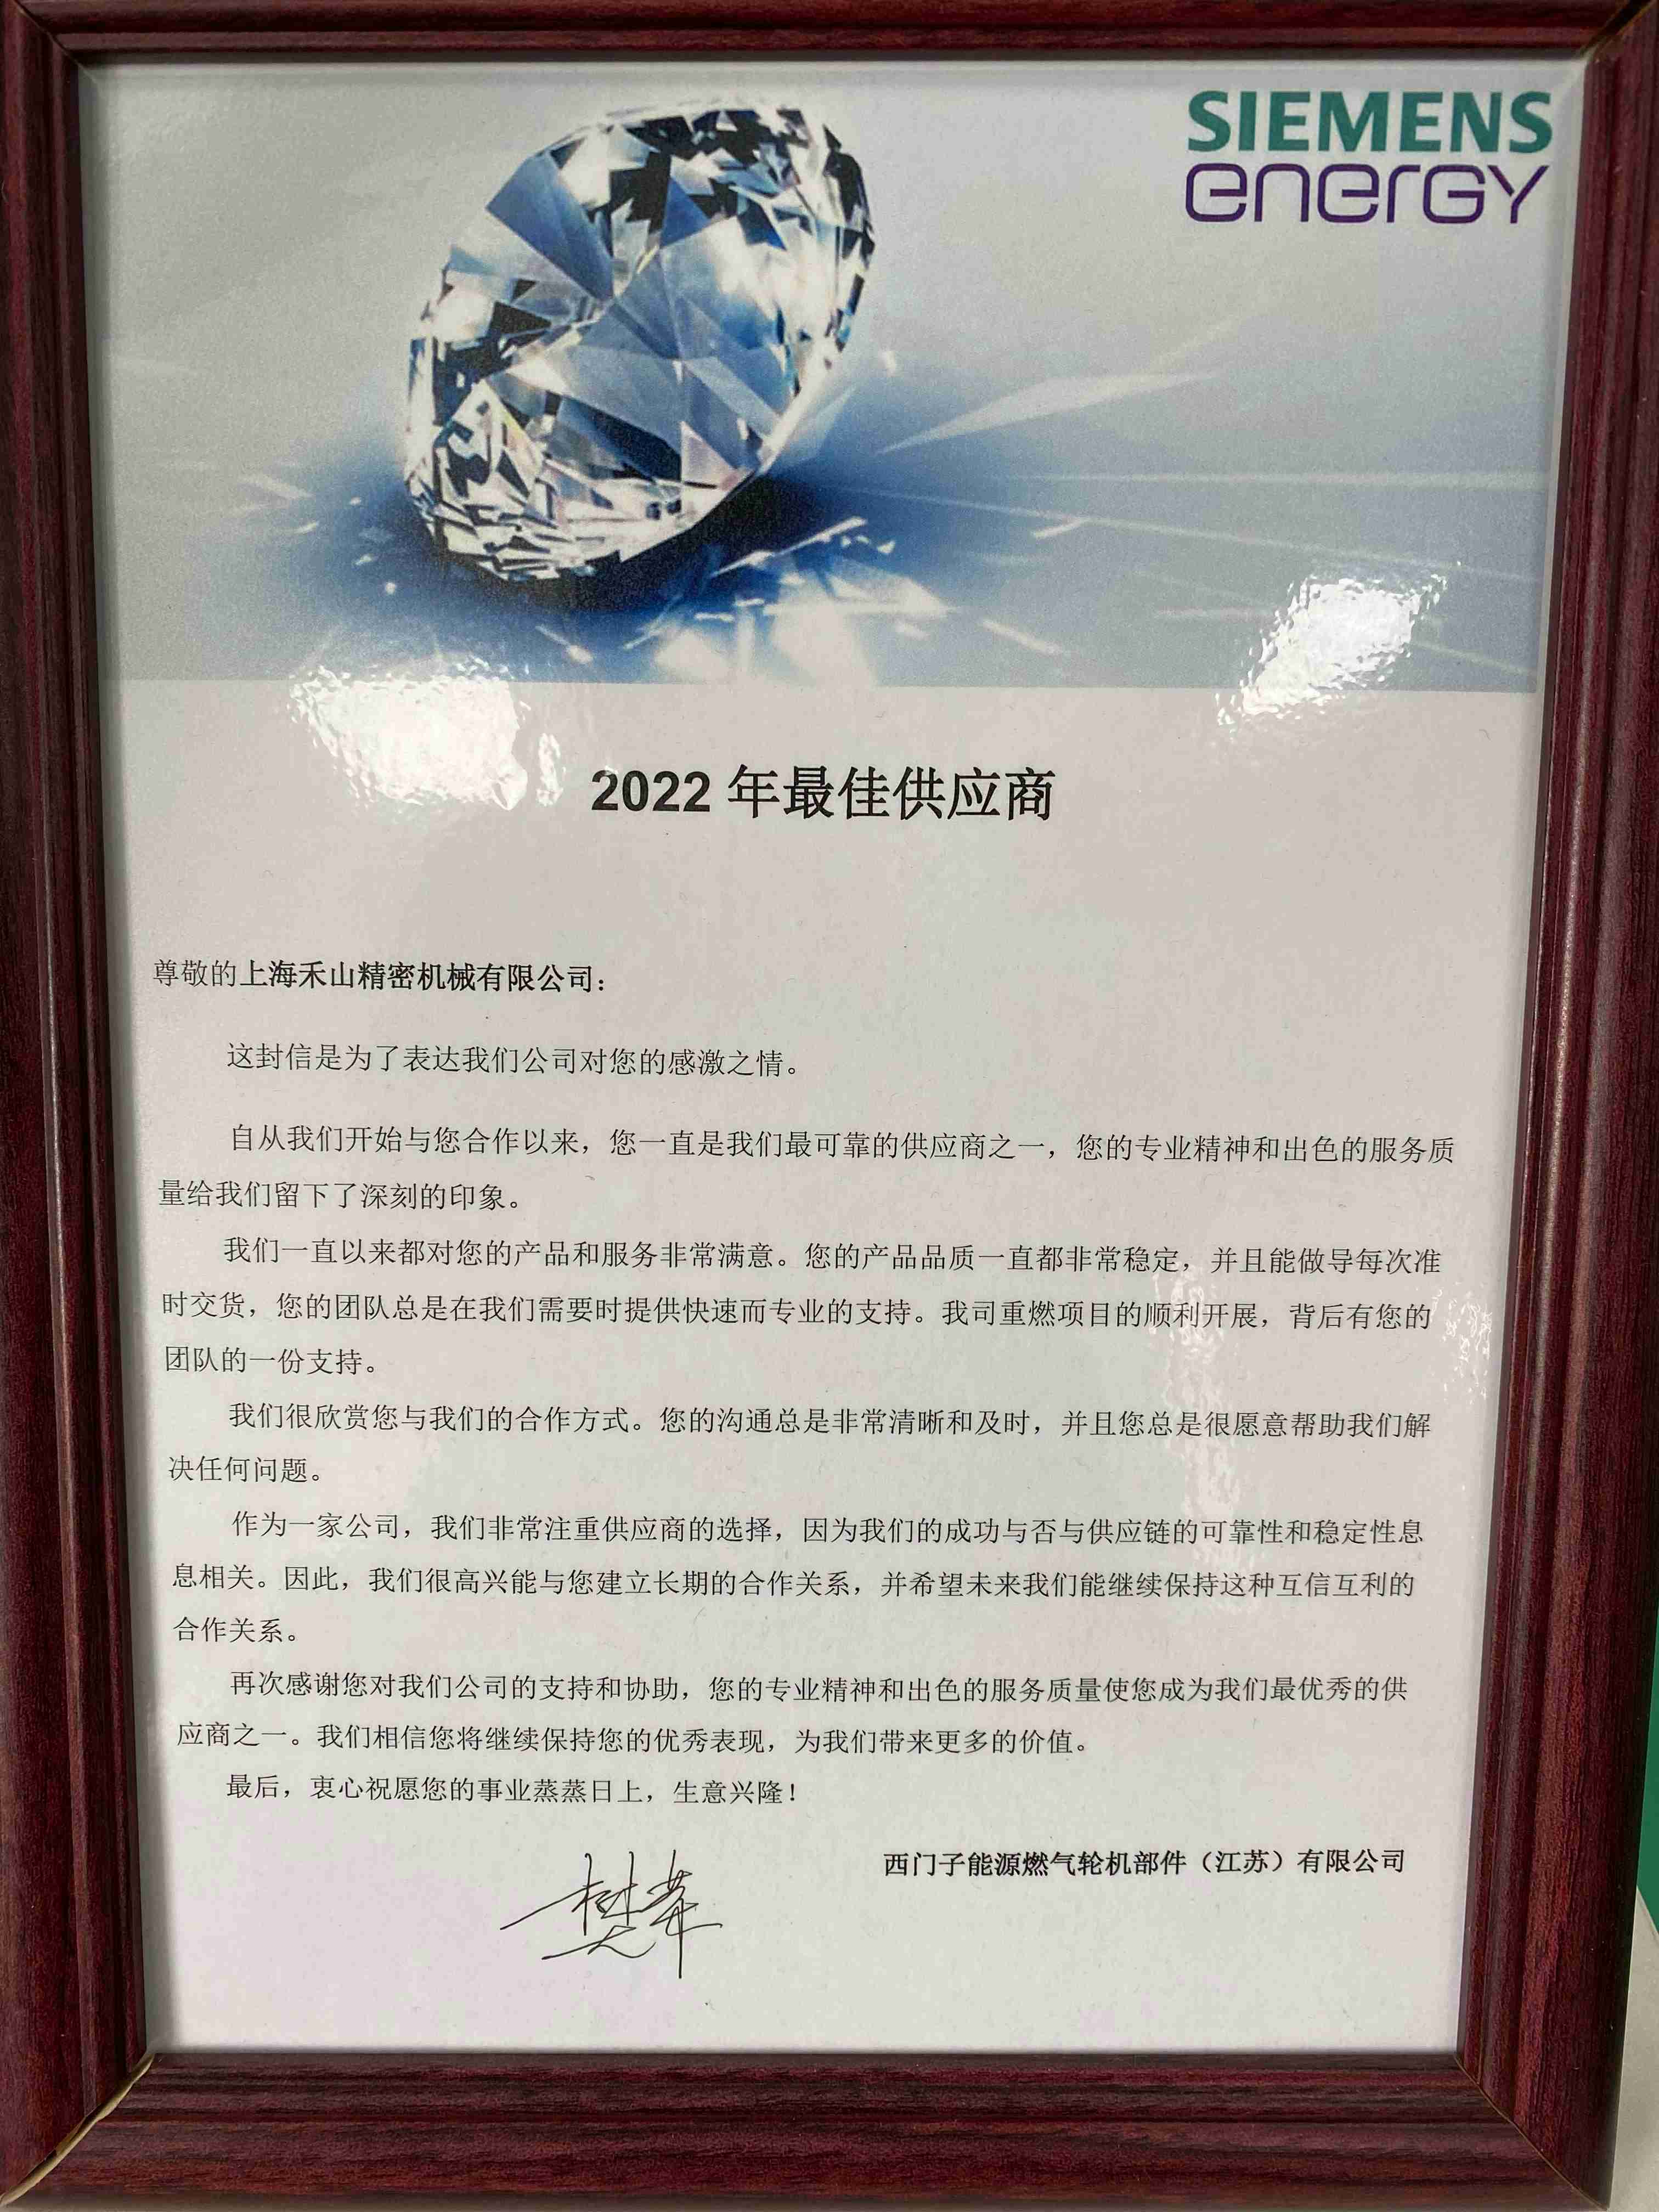 SIEMENS
energy
2022 年最佳供应商
尊敬的上海禾山精密机械有限公司：
这封信是为了表达我们公司对您的感激之情。
自从我们开始与您合作以来，您一直是我们最可靠的供应商之一，您的专业精神和出色的服务质
量给我们留下了深刻的印象。
我们一直以来都对您的产品和服务非常满意。您的产品品质一直都非常稳定，并且能做导每次准
时交货，您的团队总是在我们需要时提供快速而专业的支持。我司重燃项目的顺利开展，背后有您的
团队的一份支持。
我们很欣赏您与我们的合作方式。您的沟通总是非常清晰和及时，并且您总是很愿意帮助我们解
决任何问题。
作为一家公司，我们非常注重供应商的选择，因为我们的成功与否与供应链的可靠性和稳定性息
息相关。因此，我们很高兴能与您建立长期的合作关系，并希望未来我们能继续保持这种互信互利的
合作关系。
再次感谢您对我们公司的支持和协助，您的专业精神和出色的服务质量使您成为我们最优秀的供
应商之一。我们相信您将继续保持您的优秀表现，为我们带来更多的价值。
最后，衷心祝愿您的事业蒸蒸日上，生意兴隆！
西门子能源燃气轮机部件（江苏）有限公司